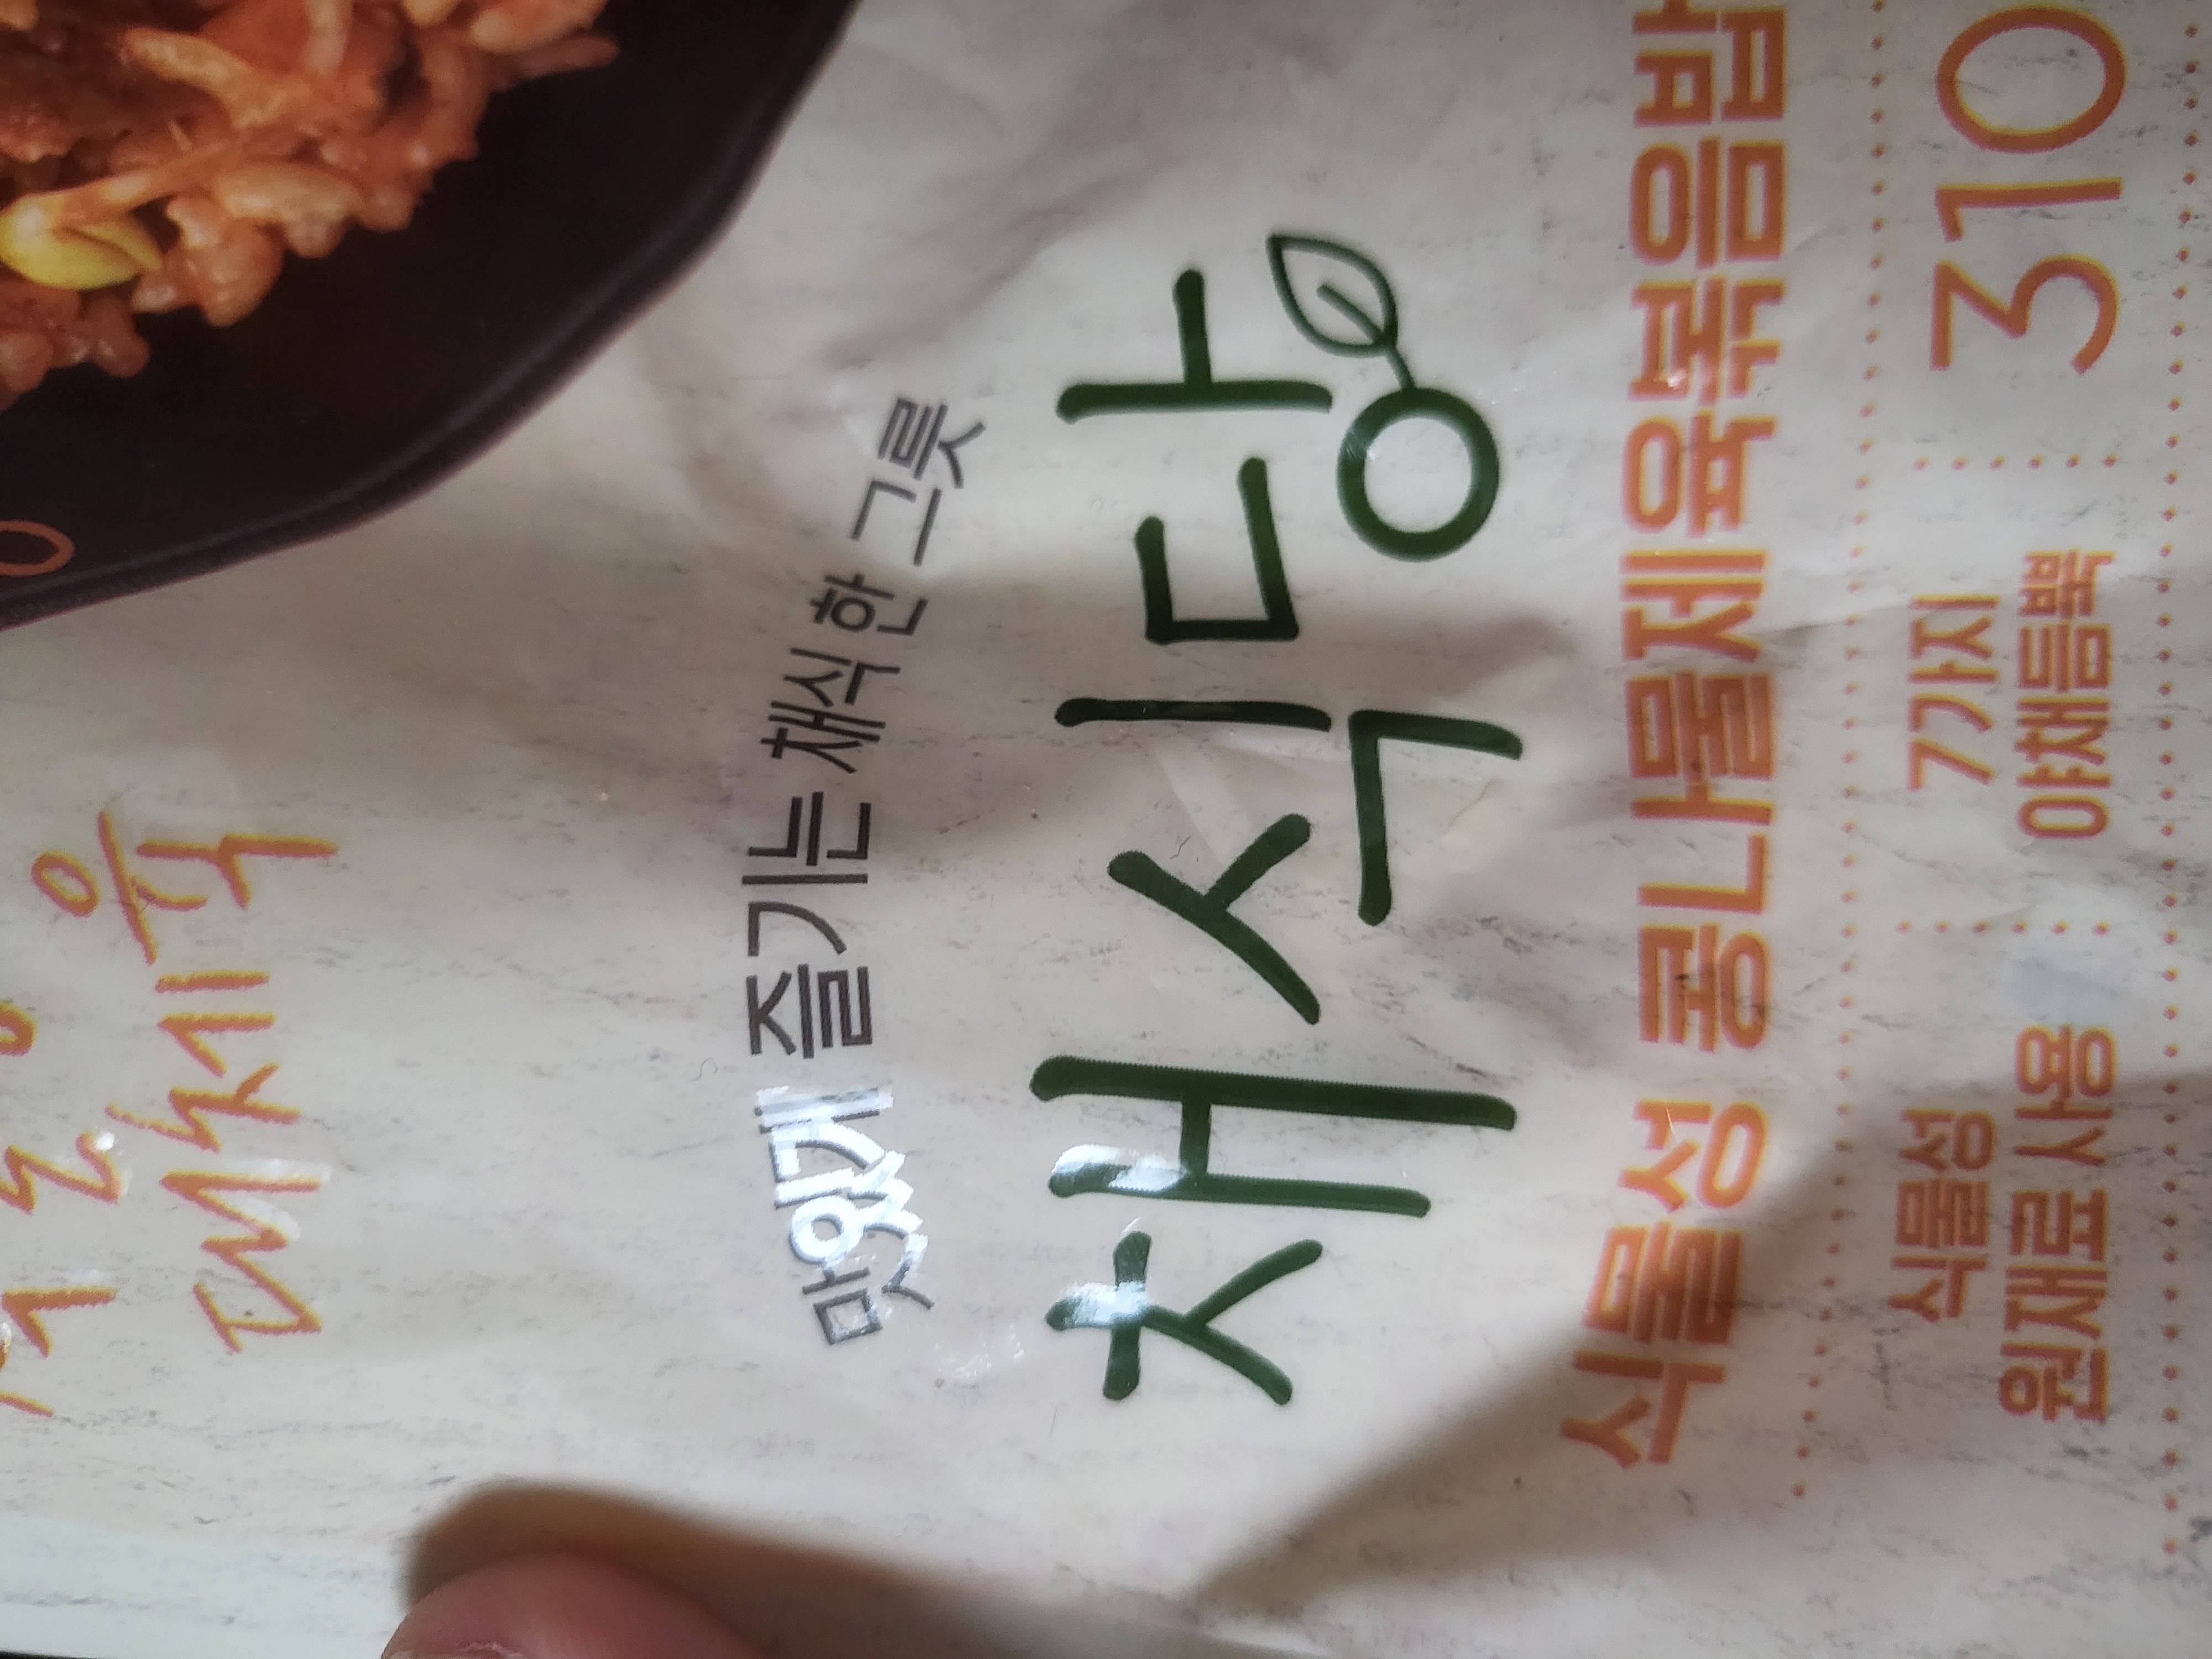 맛있게 즐기는 채식 한 그릇
채식당
식물성 콩나물제육볶음밥
식물성
원재료 사용
7가지
야채듬뿍
310